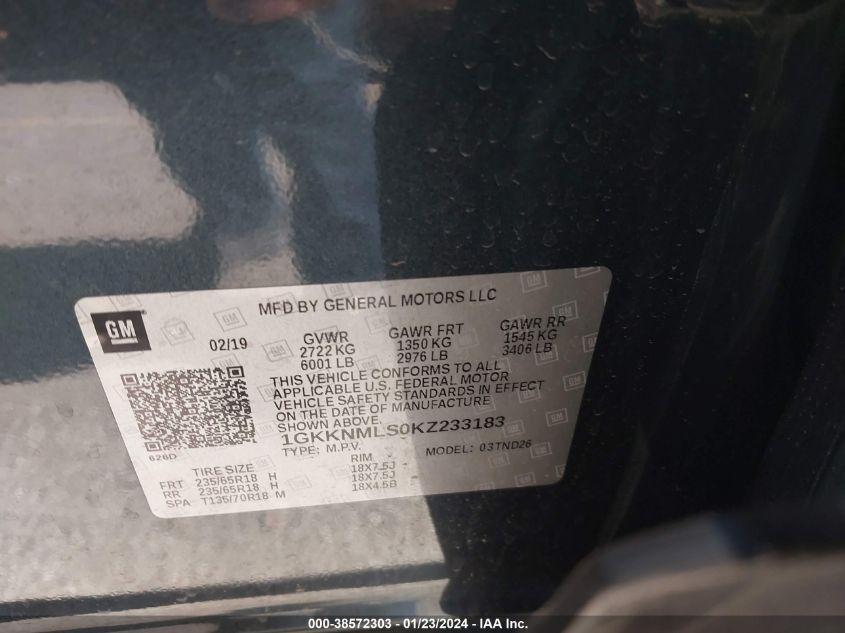 MFD BY GENERAL MOTORS LLC
GM
02/19
GVWR
2722 KG
6001 LB
GAWR FRT
1350 KG
2976 LB
GAWR RR
1545 KG
3406 LB
THIS VEHICLE CONFORMS TO ALL
APPLICABLE U.S. FEDERAL MOTOR
VEHICLE SAFETY STANDARDS IN EFFECT
ON THE DATE OF MANUFACTURE
SHOWN ABOVE.
1GKKNMLS0KZ233183
TYPE: M.P.V.
MODEL: 03TND26
626D
TIRE SIZE
RIM
FRT 235/65R18 H 18X7.5J
RR 235/65R18 H 18X7.5J
SPA T135/70R18 M 18X4.5B
000-38572303 - 01/23/2024 - IAA Inc.